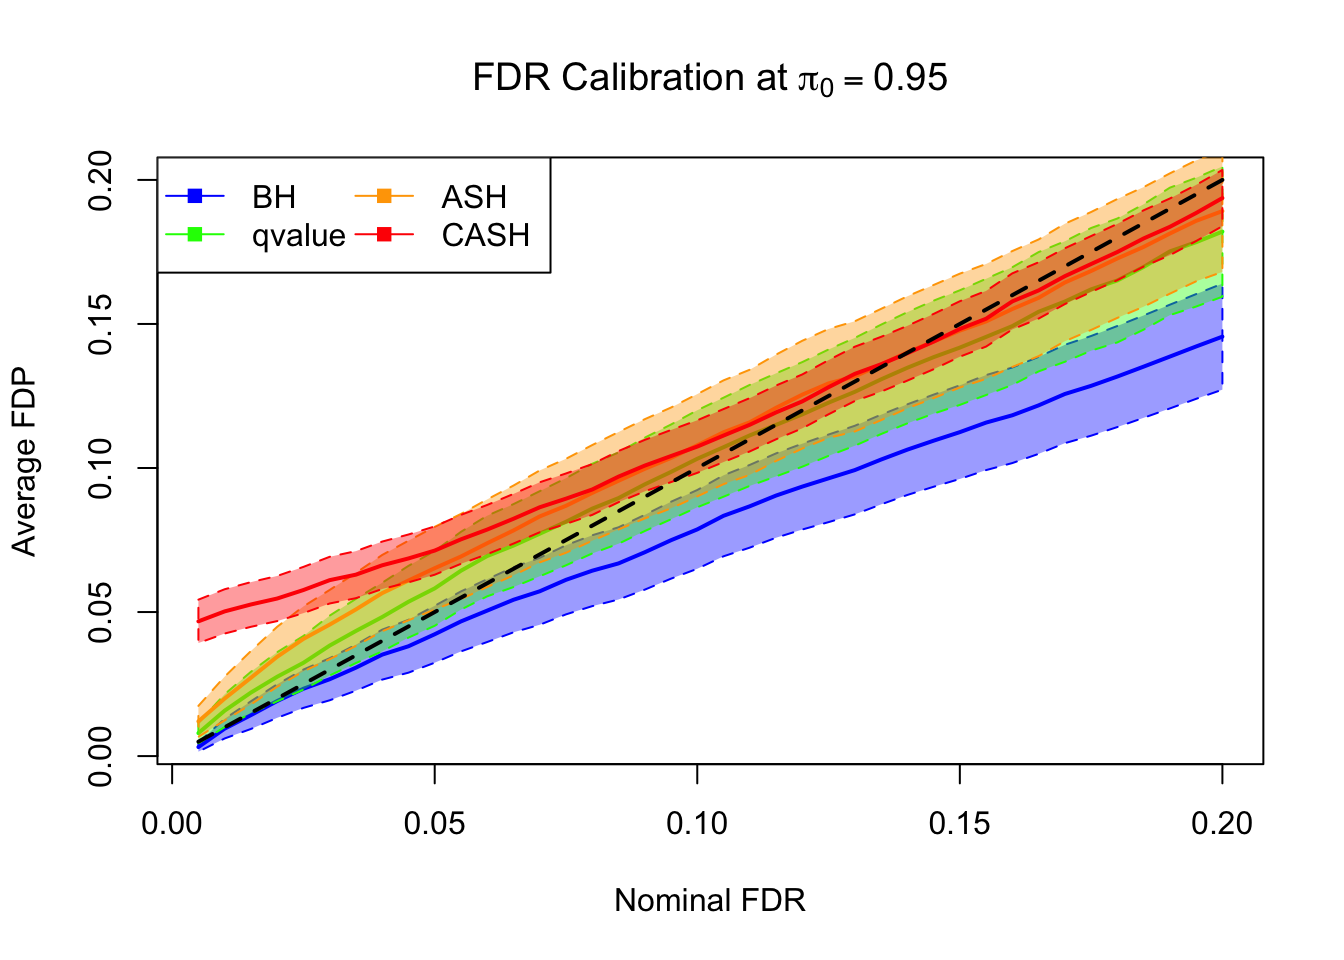 FDR Calibration at π₀ = 0.95
BH ASH
qvalue CASH
Average FDP
0.20
0.15
0.10
0.05
0.00
0.00 0.05 0.10 0.15 0.20
Nominal FDR